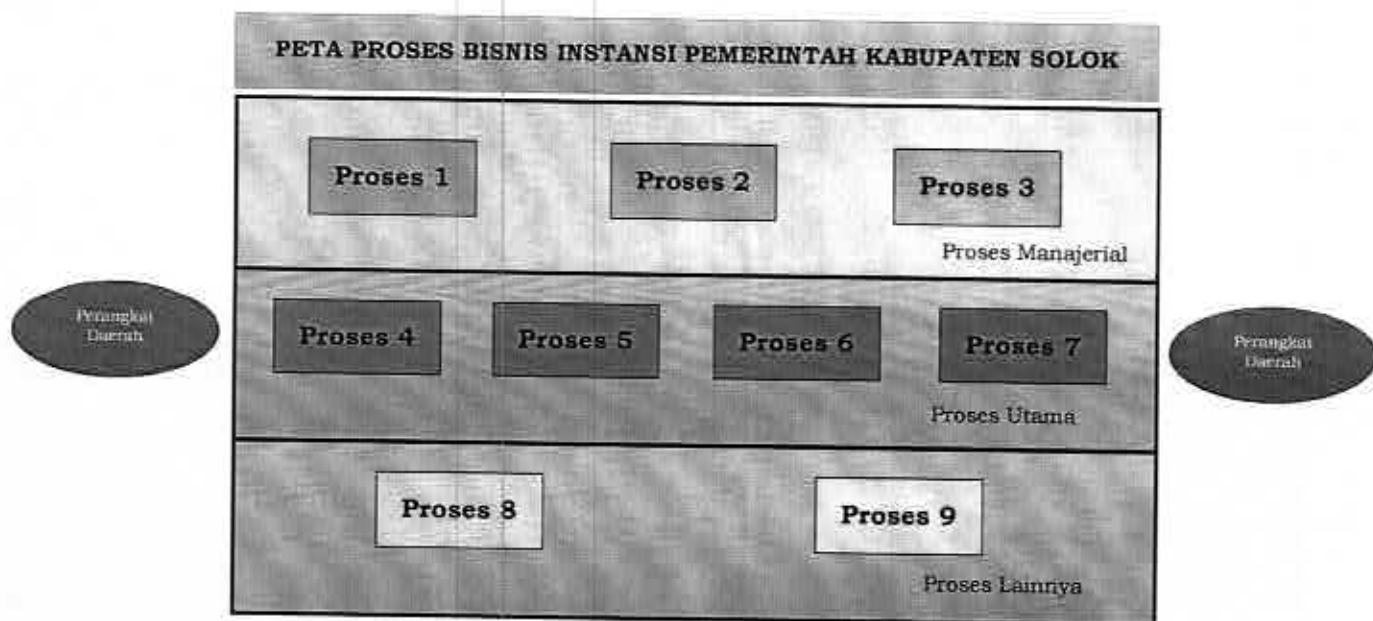 PETA PROSES BISNIS INSTANSI PEMERINTAH KABUPATEN SOLOK
Proses 1
Proses 2
Proses 3
Proses Manajerial
Perangkat
Daerah
Proses 4
Proses 5
Proses 6
Proses 7
Perangkat
Daerah
Proses Utama
Proses 8
Proses 9
Proses Lainnya